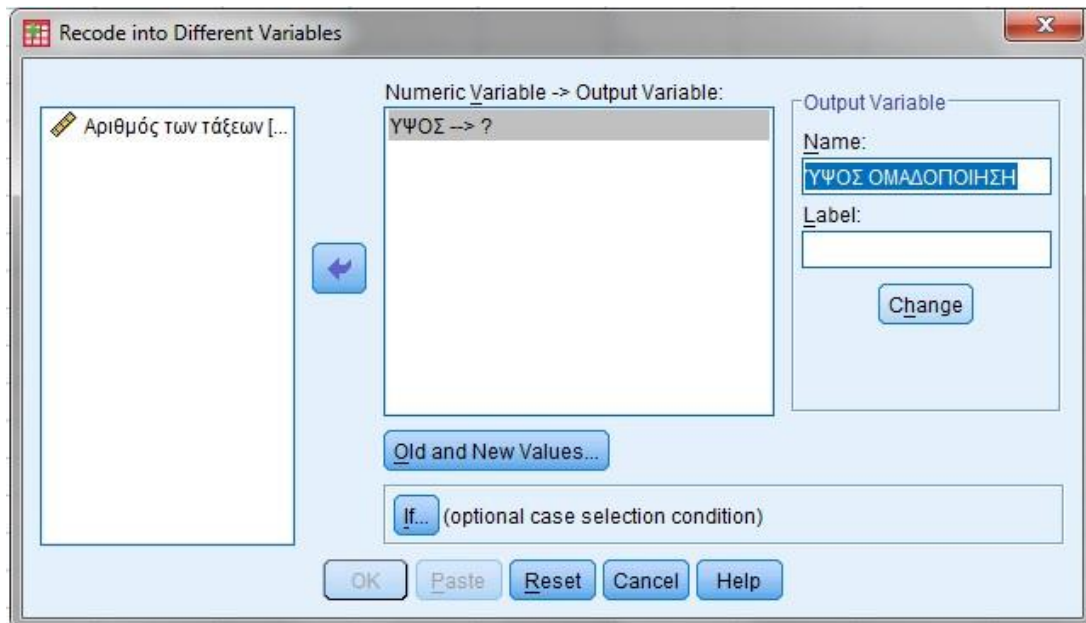 Recode into Different Variables
Αριθμός των τάξεων [...
Numeric Variable -> Output Variable:
ΥΨΟΣ --> ?
Output Variable
Name:
ΥΨΟΣ ΟΜΑΔΟΠΟΙΗΣΗ
Label:
Change
Old and New Values...
If... (optional case selection condition)
OK Paste Reset Cancel Help